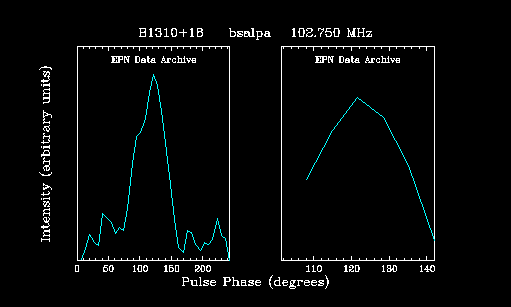 B1310+18 bsalpa 102.750 MHz
EPN Data Archive EPN Data Archive
Intensity (arbitrary units)
0 50 100 150 200 110 120 130 140
Pulse Phase (degrees)